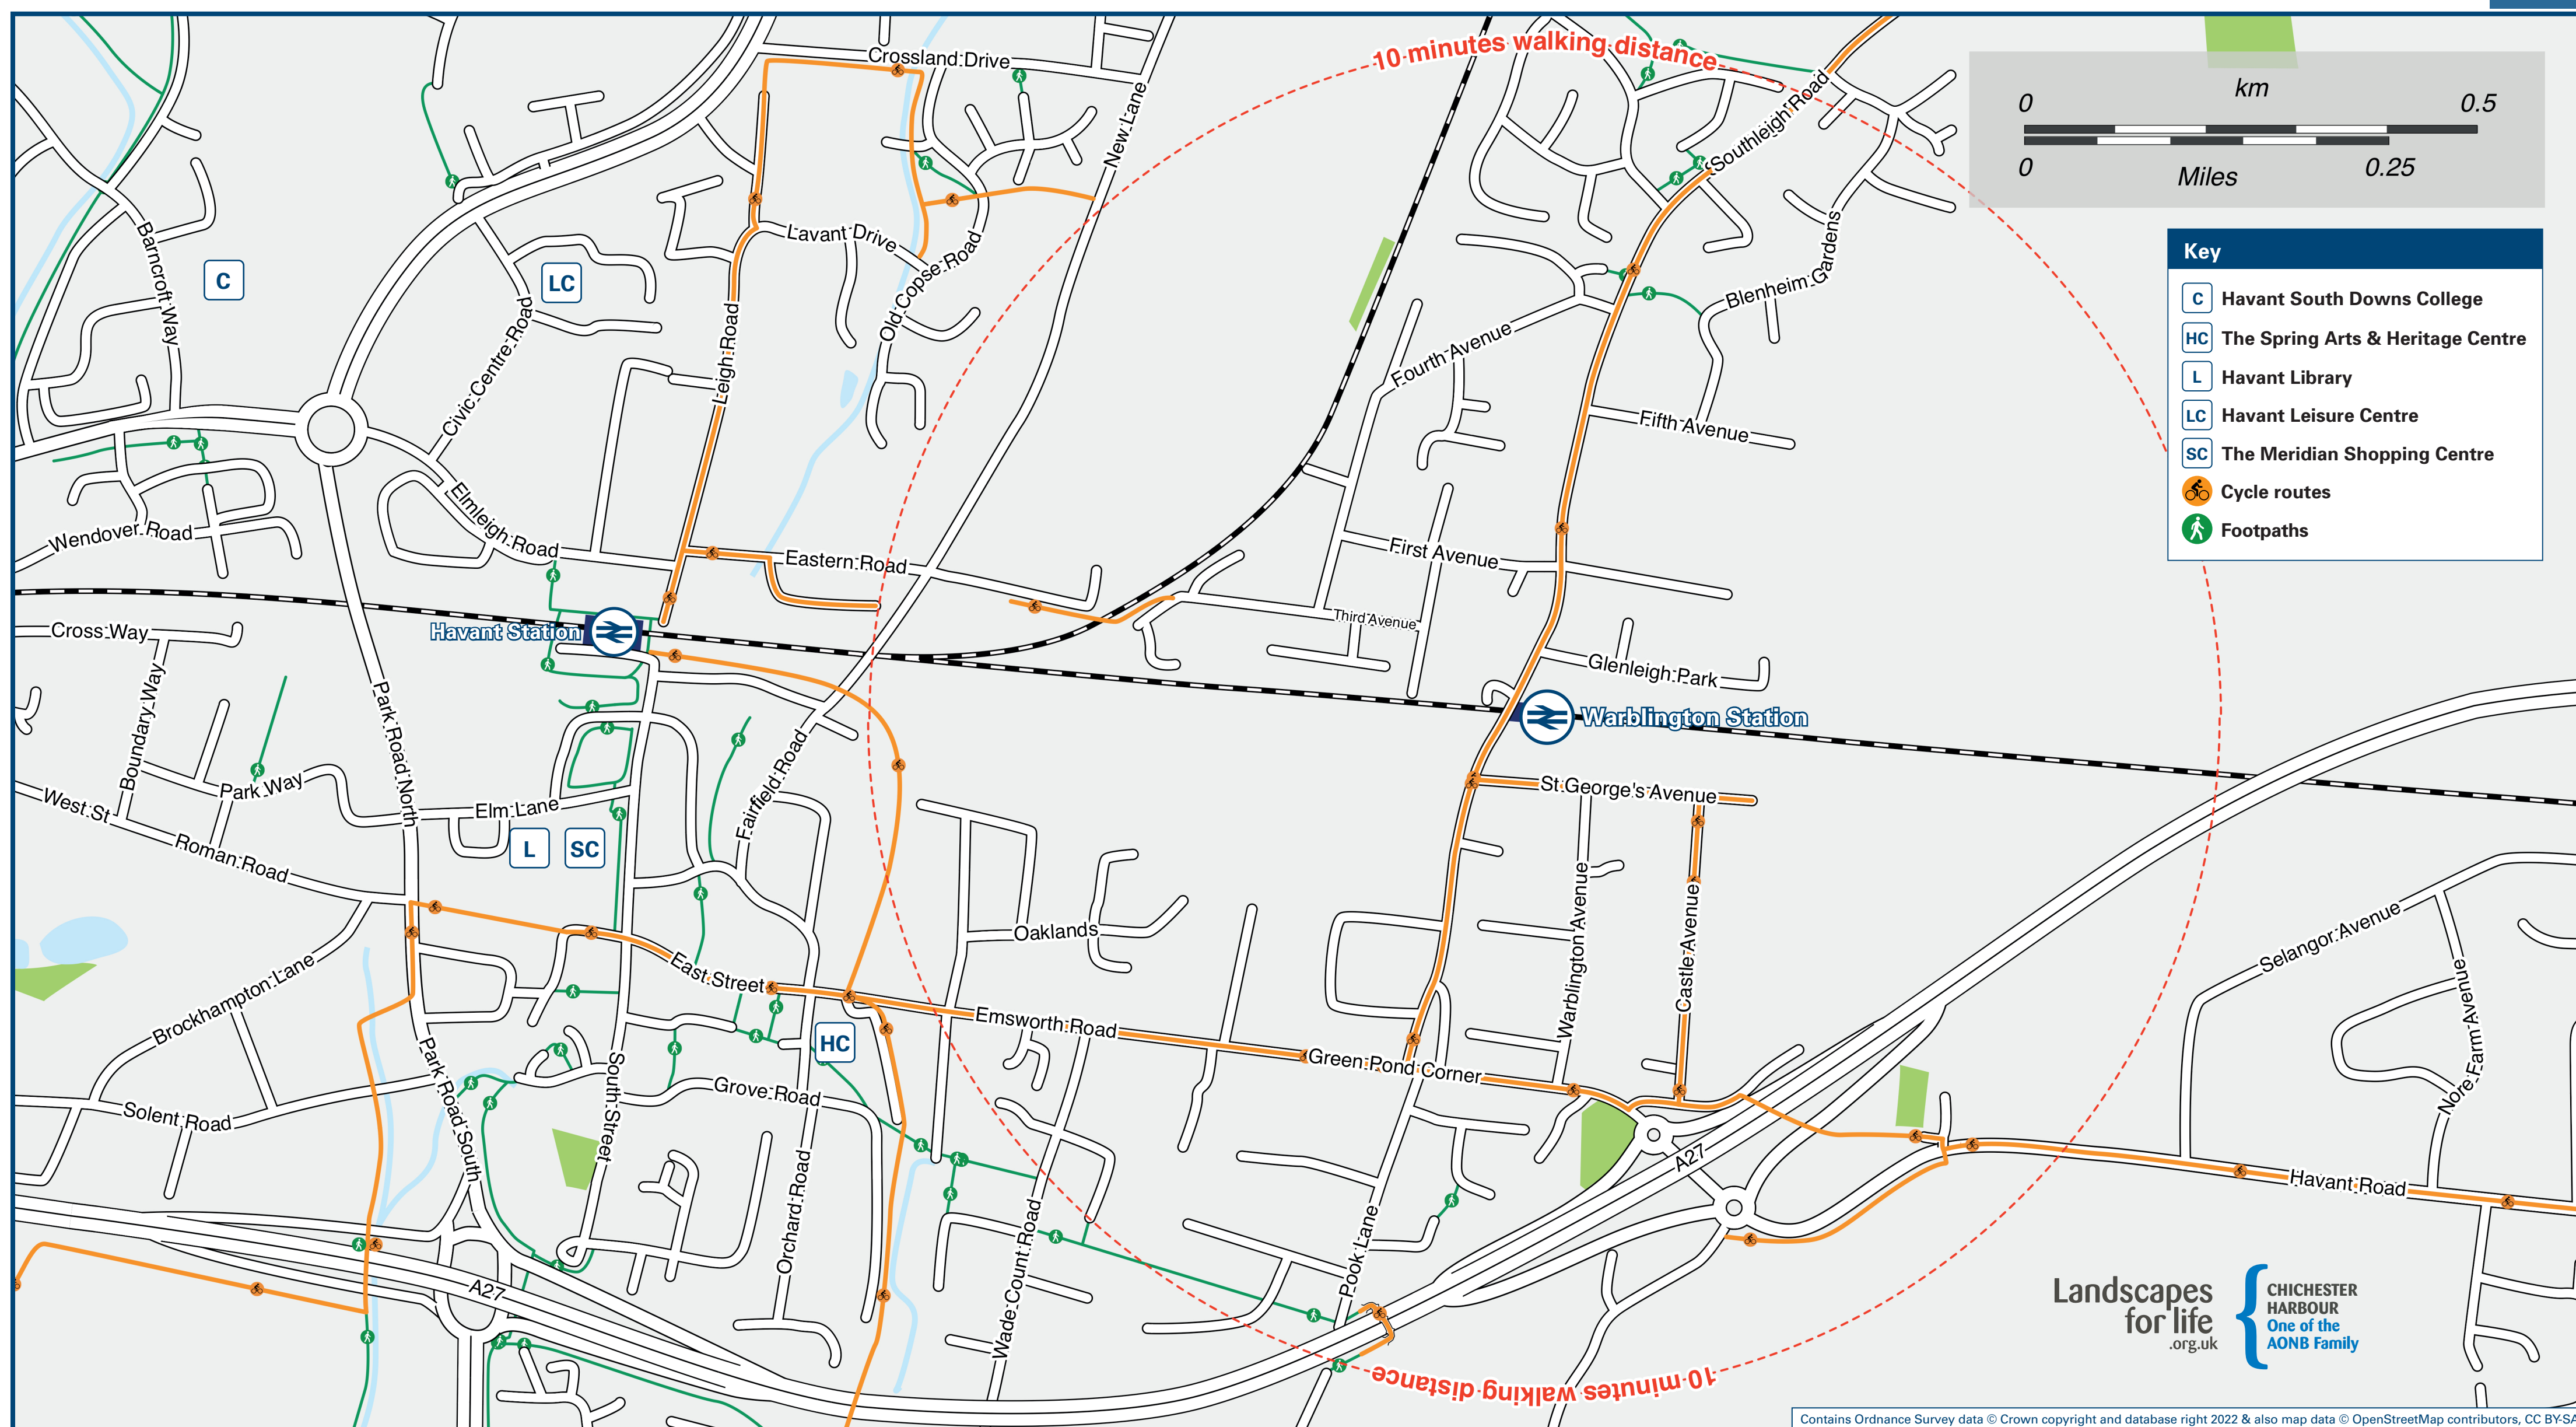 10 minutes walking distance
Crossland Drive
New Lane
Southleigh Road
km
0 0.5
0 0.25
Miles
Barncroft Way
C
LC
Lavant Drive
Old Copse Road
Civic Centre Road
Leigh Road
Blenheim Gardens
Fourth Avenue
Fifth Avenue
Key
C Havant South Downs College
HC The Spring Arts & Heritage Centre
L Havant Library
LC Havant Leisure Centre
SC The Meridian Shopping Centre
Cycle routes
Footpaths
Wendover Road
Elmleigh Road
Eastern Road
First Avenue
Third Avenue
Cross Way
Havant Station
Glenleigh Park
Warblington Station
Boundary Way
Park Road North
Park Way
West St
Elm Lane
Fairfield Road
St George's Avenue
Roman Road
L
SC
Warblington Avenue
Castle Avenue
Oaklands
Selangor Avenue
Nore Farm Avenue
Brockhampton Lane
East Street
Emsworth Road
Green Pond Corner
HC
Solent Road
Park Road South
South Street
Grove Road
Orchard Road
Wade Count Road
Pook Lane
A27
A27
Havant Road
10 minutes walking distance
Landscapes
for life
.org.uk
CHICHESTER
HARBOUR
One of the
AONB Family
Contains Ordnance Survey data © Crown copyright and database right 2022 & also map data © OpenStreetMap contributors, CC BY-SA